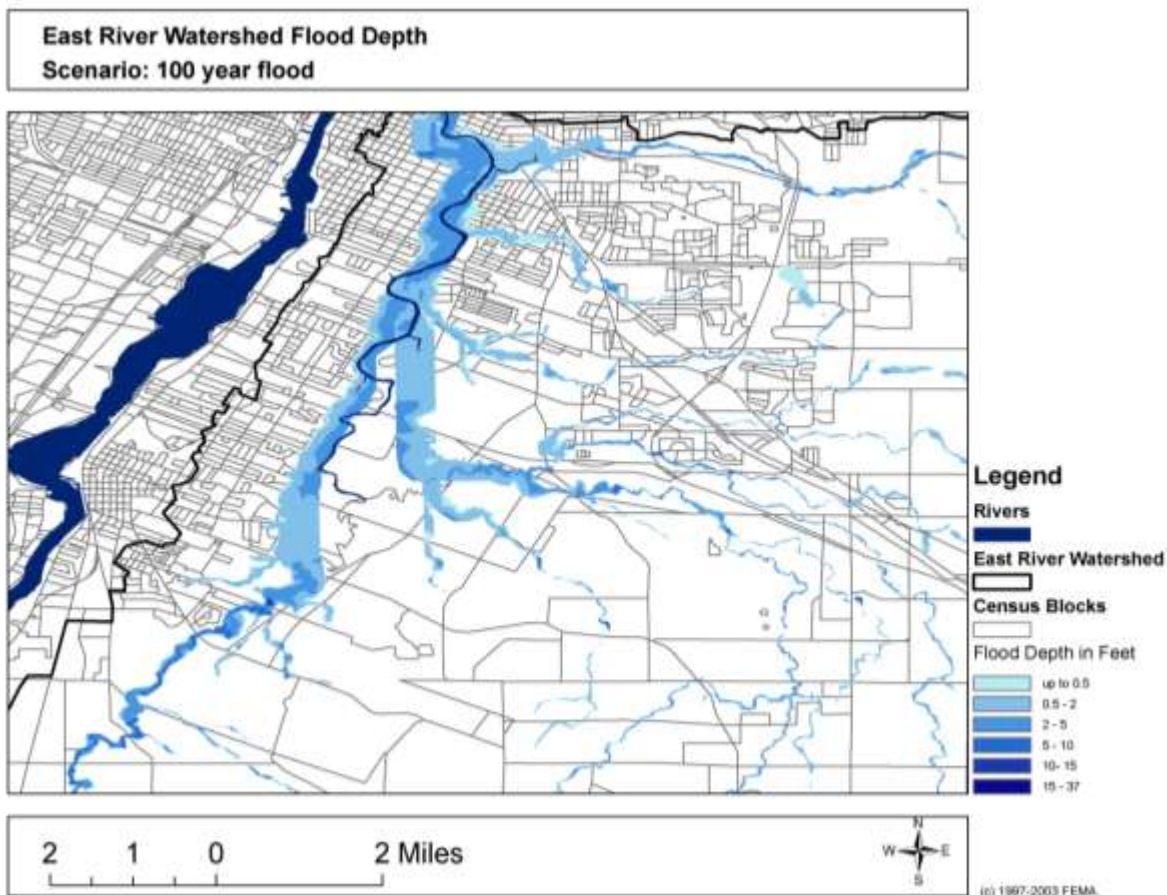 East River Watershed Flood Depth
Scenario: 100 year flood
Legend
Rivers
East River Watershed
Census Blocks
Flood Depth in Feet
up to 0.5
0.5 - 2
2 - 5
5 - 10
10- 15
15 - 37
2 1 0 2 Miles
N
W E
S
(c) 1997-2003 FEMA.